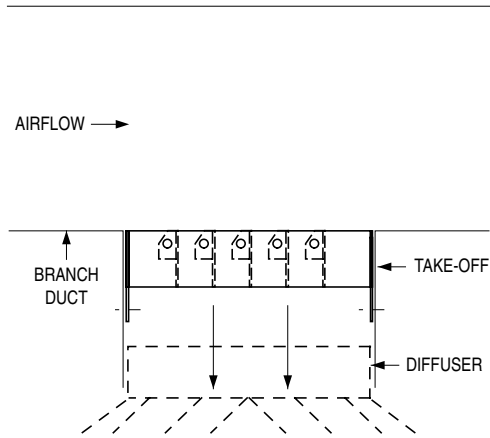 AIRFLOW
BRANCH
DUCT
TAKE-OFF
DIFFUSER